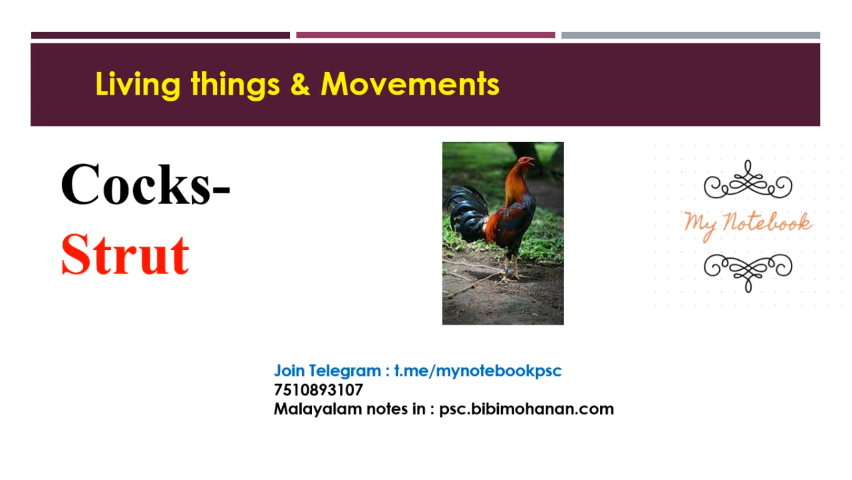 Living things & Movements
Cocks-
Strut
My Notebook
Join Telegram : t.me/mynotebookpsc
7510893107
Malayalam notes in : psc.bibimohanan.com